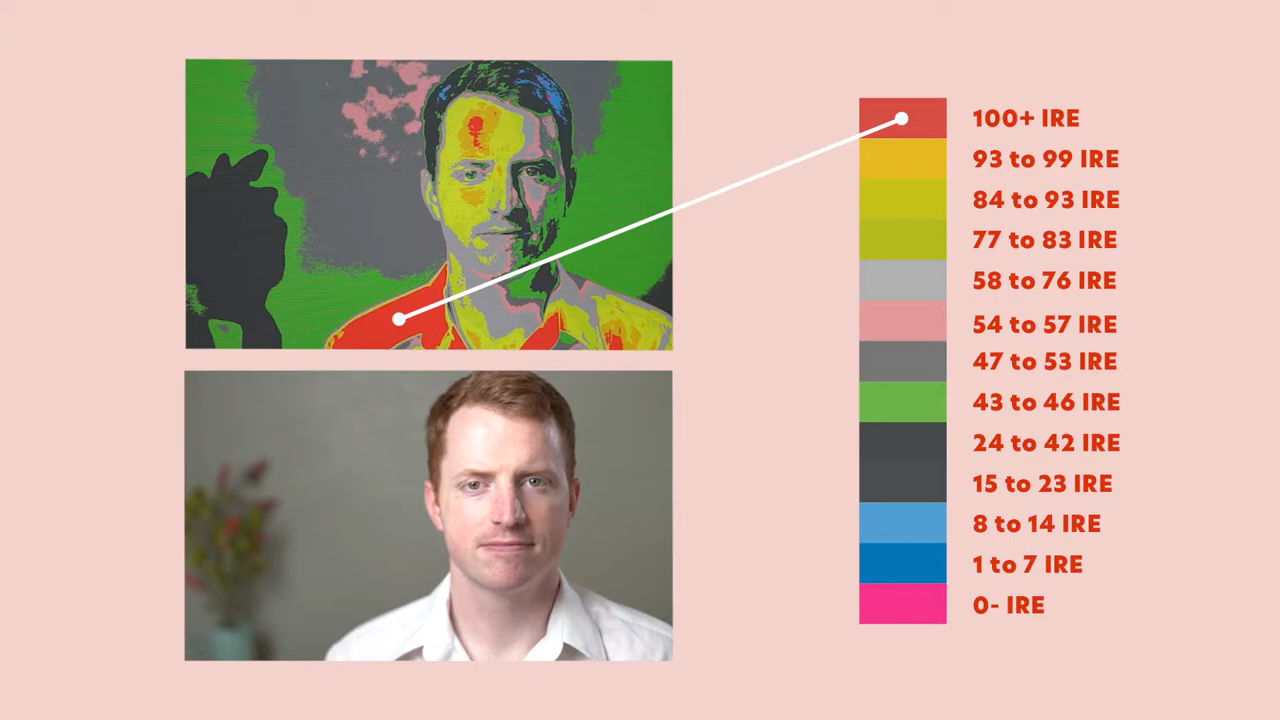 100+ IRE
93 to 99 IRE
84 to 93 IRE
77 to 83 IRE
58 to 76 IRE
54 to 57 IRE
47 to 53 IRE
43 to 46 IRE
24 to 42 IRE
15 to 23 IRE
8 to 14 IRE
1 to 7 IRE
0- IRE